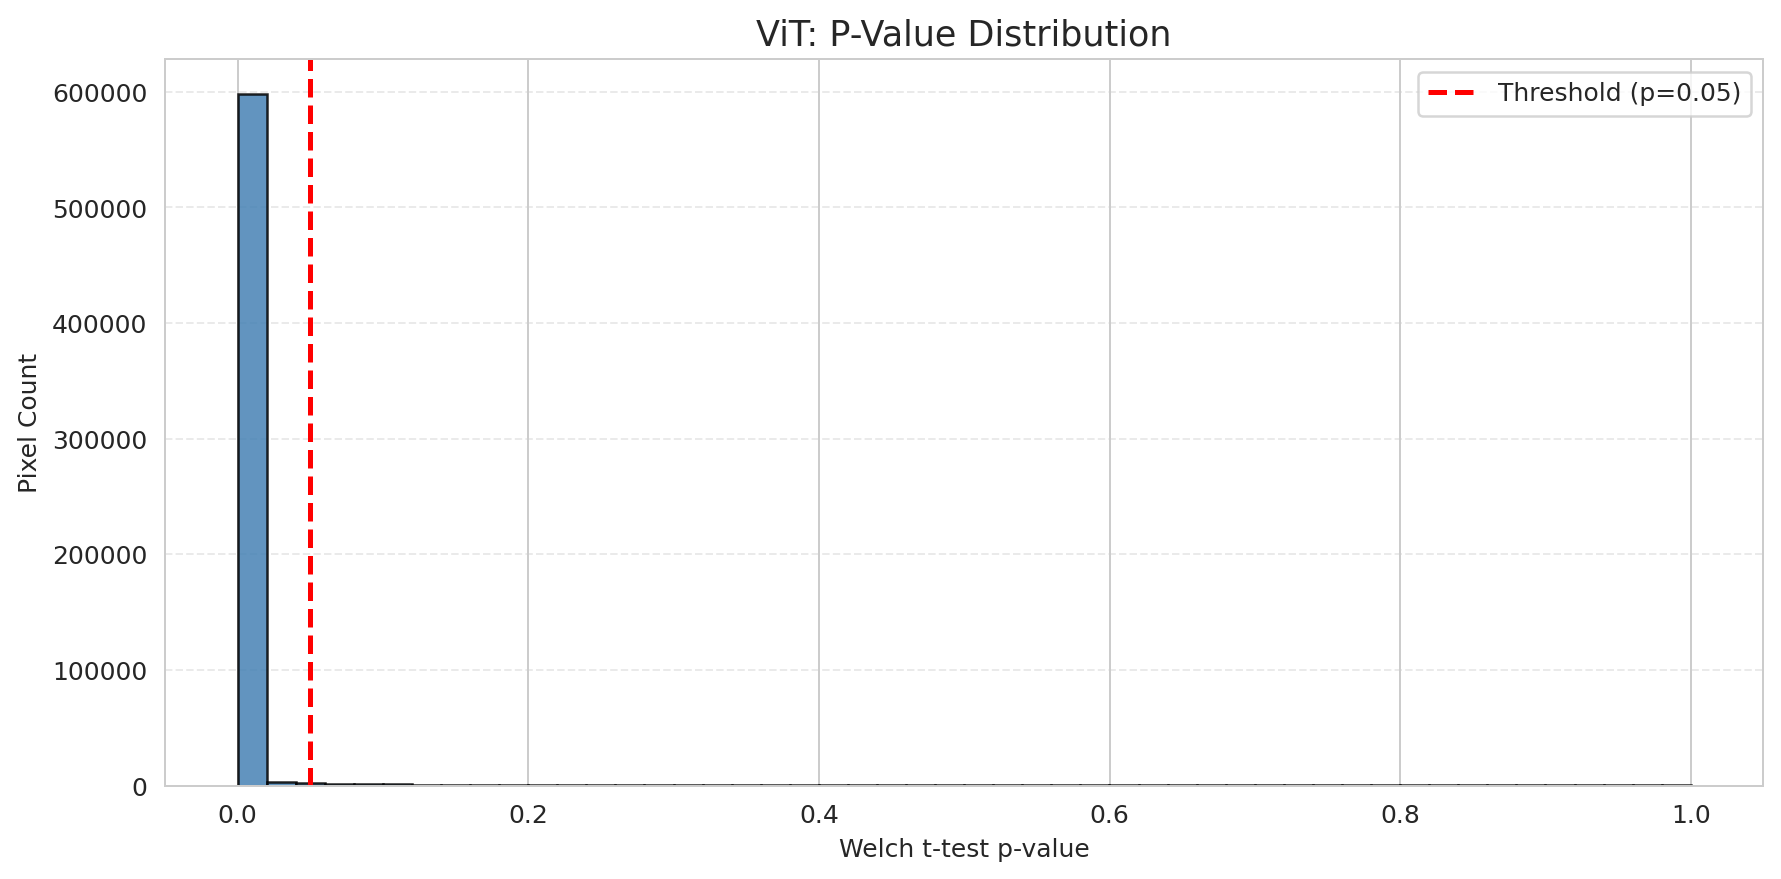 ViT: P-Value Distribution
Threshold (p=0.05)
600000
500000
400000
300000
200000
100000
0
Pixel Count
0.0 0.2 0.4 0.6 0.8 1.0
Welch t-test p-value